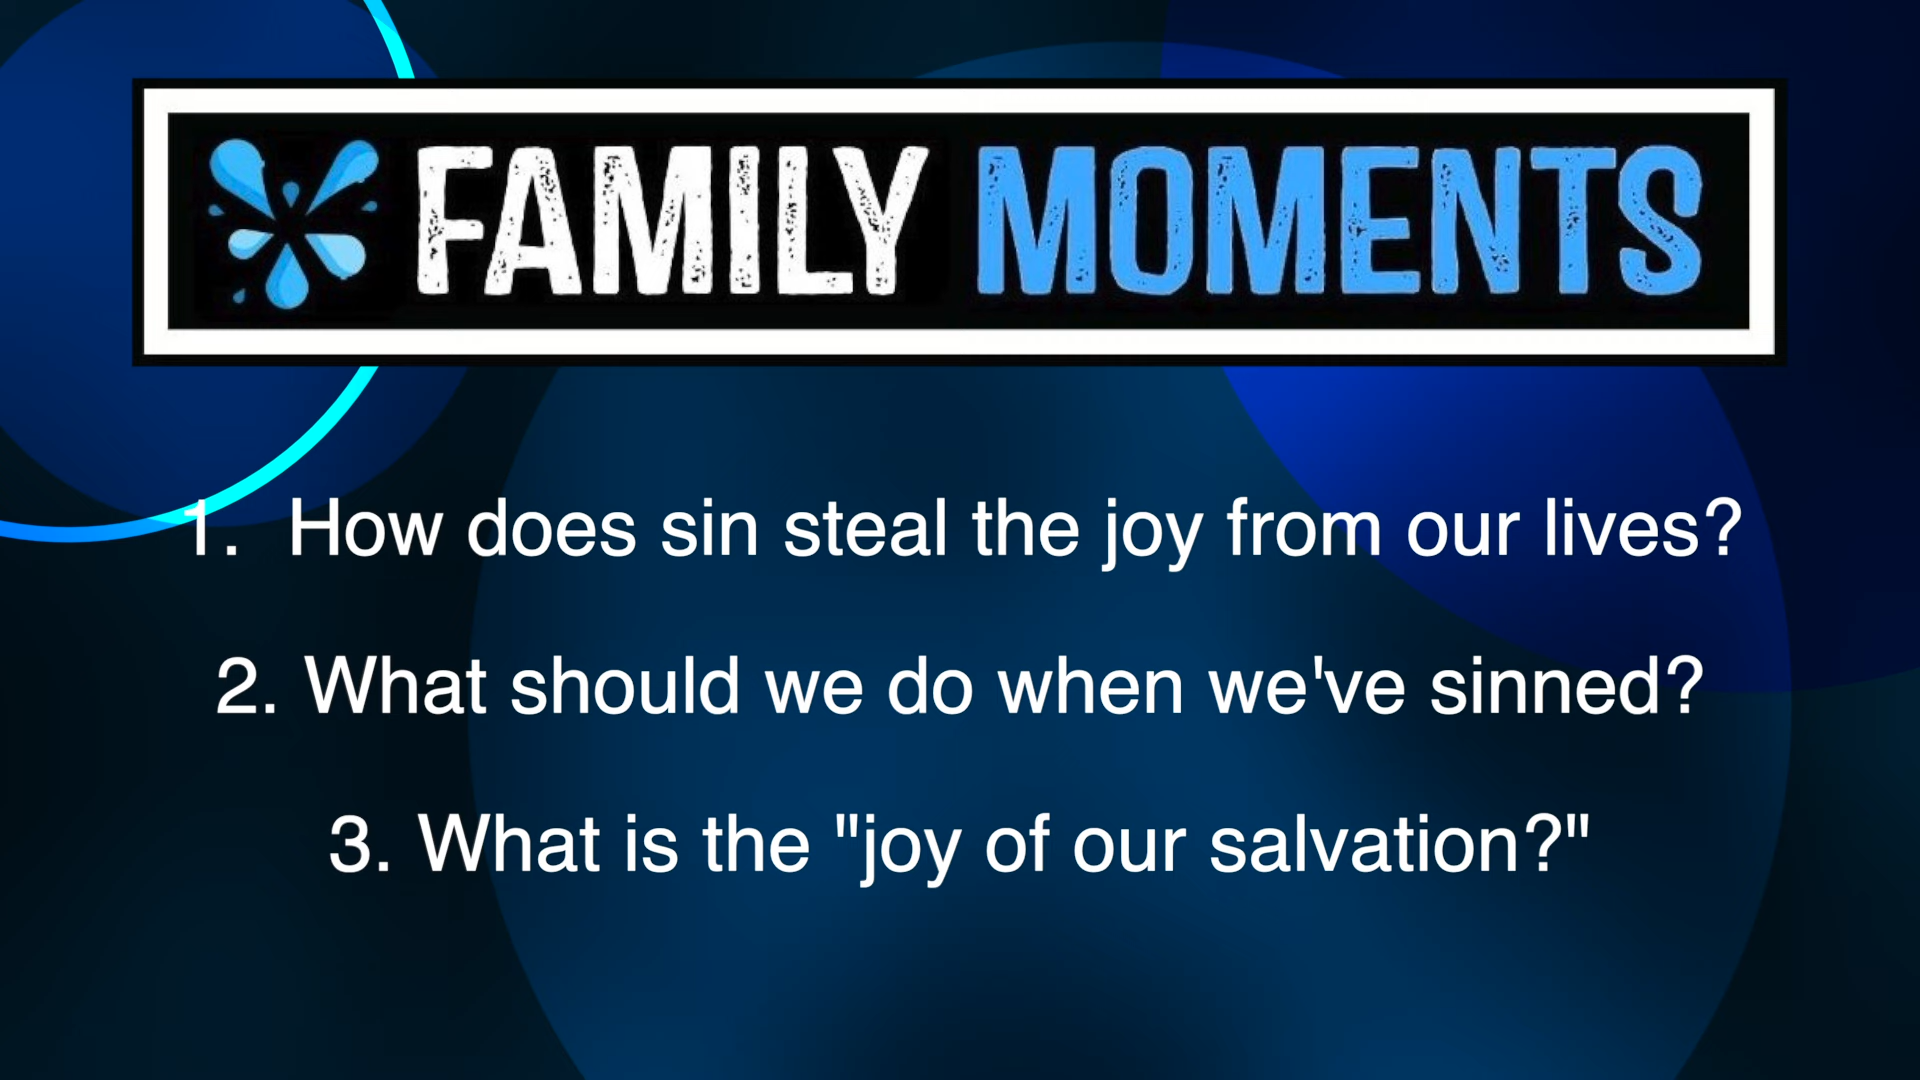 FAMILY MOMENTS
1. How does sin steal the joy from our lives?
2. What should we do when we've sinned?
3. What is the "joy of our salvation?"